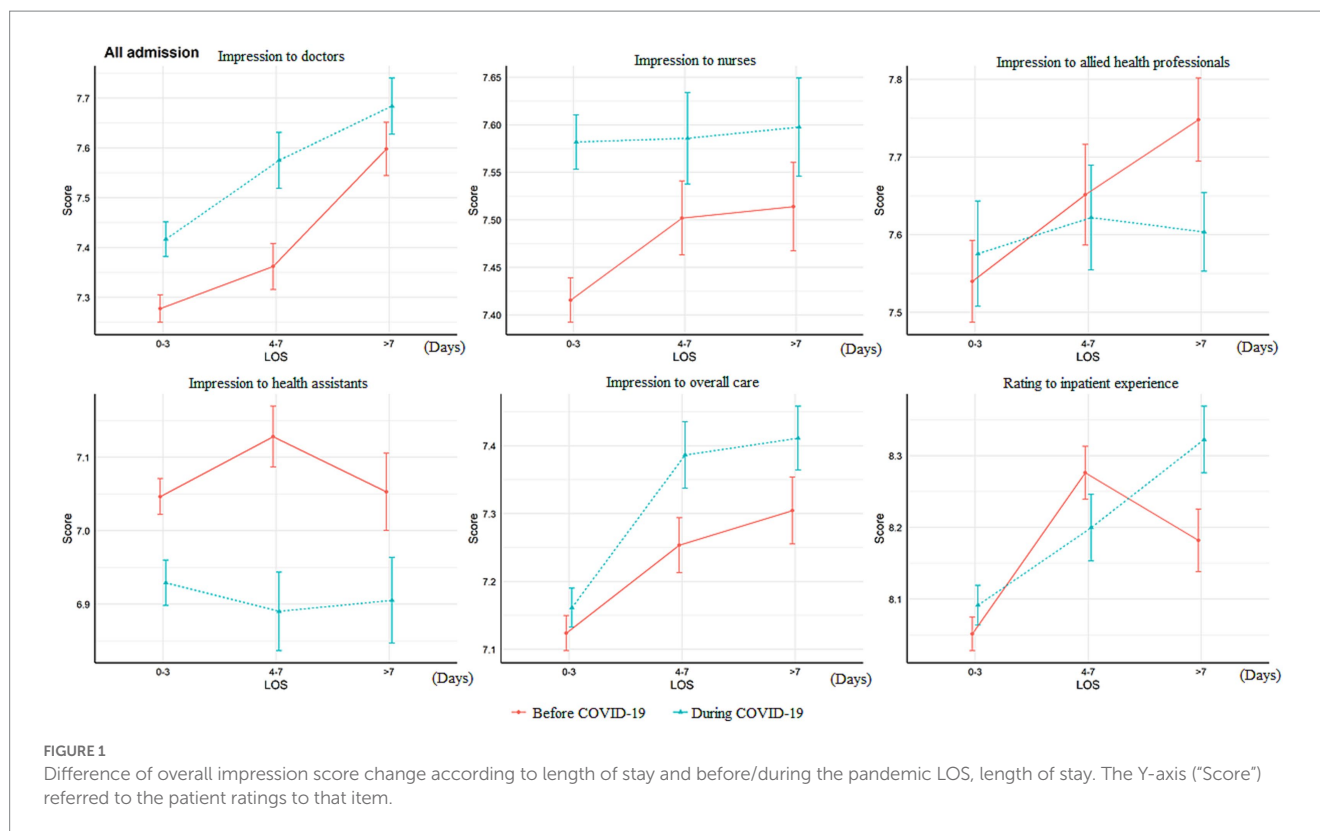 All admission
Impression to doctors
Score
7.7
7.6
7.5
7.4
7.3
0-3
4-7
>7
(Days)
LOS
Impression to nurses
Score
7.65
7.60
7.55
7.50
7.45
7.40
0-3
4-7
>7
(Days)
LOS
Impression to allied health professionals
Score
7.8
7.7
7.6
7.5
0-3
4-7
>7
(Days)
LOS
Impression to health assistants
Score
7.1
7.0
6.9
0-3
4-7
>7
(Days)
LOS
Impression to overall care
Score
7.4
7.3
7.2
7.1
0-3
4-7
>7
(Days)
LOS
Rating to inpatient experience
Score
8.3
8.2
8.1
0-3
4-7
>7
(Days)
LOS
Before COVID-19
During COVID-19
FIGURE 1
Difference of overall impression score change according to length of stay and before/during the pandemic LOS, length of stay. The Y-axis ("Score")
referred to the patient ratings to that item.